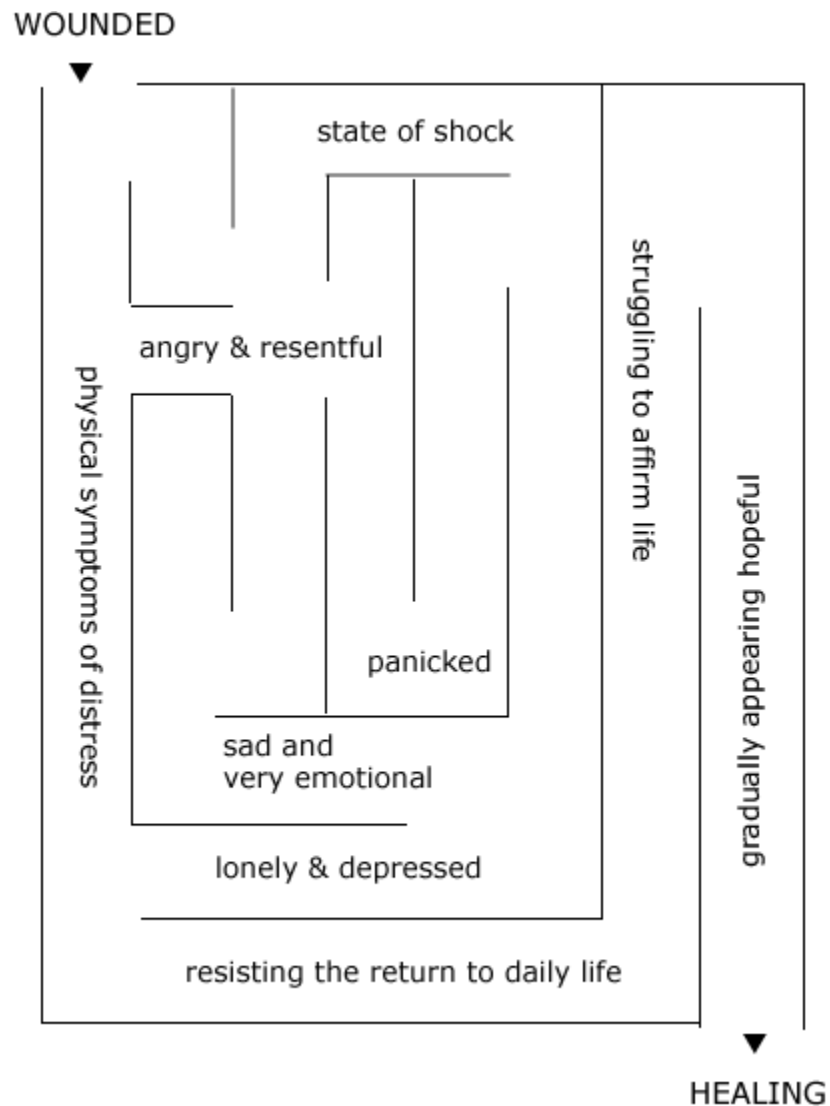 WOUNDED
state of shock
angry & resentful
physical symptoms of distress
struggling to affirm life
gradually appearing hopeful
panicked
sad and
very emotional
lonely & depressed
resisting the return to daily life
HEALING